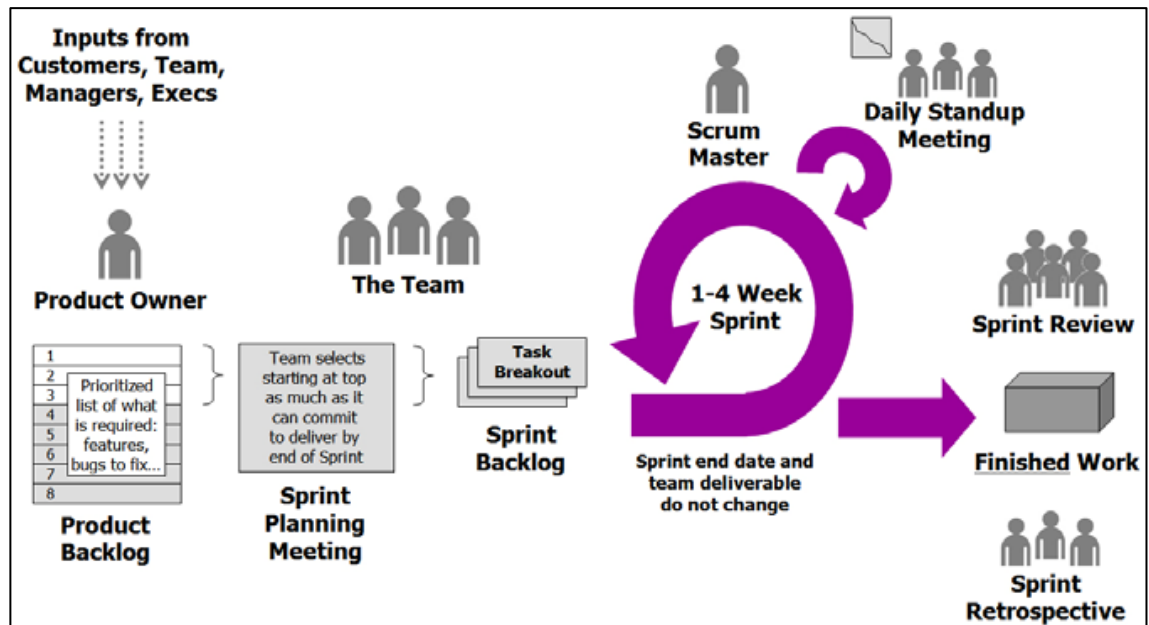 Inputs from
Customers, Team,
Managers, Execs
Product Owner
The Team
Scrum
Master
Daily Standup
Meeting
1-4 Week
Sprint
Sprint Review
1
2
3
4
5
6
7
8
Prioritized
list of what
is required:
features,
bugs to fix...
Product
Backlog
Team selects
starting at top
as much as it
can commit
to deliver by
end of Sprint
Sprint
Planning
Meeting
Task
Breakout
Sprint
Backlog
Sprint end date and
team deliverable
do not change
Finished Work
Sprint
Retrospective